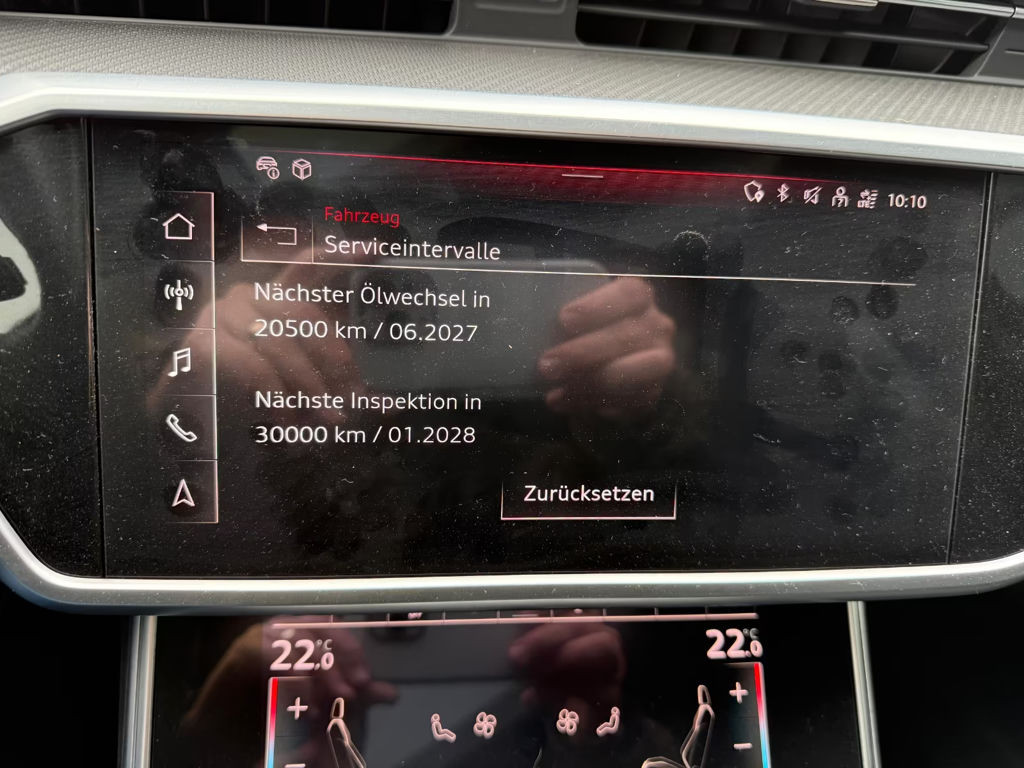 10:10
Fahrzeug
Serviceintervalle
Nächster Ölwechsel in
20500 km / 06.2027
Nächste Inspektion in
30000 km / 01.2028
Zurücksetzen
22.0 °C
22.0 °C
+
+